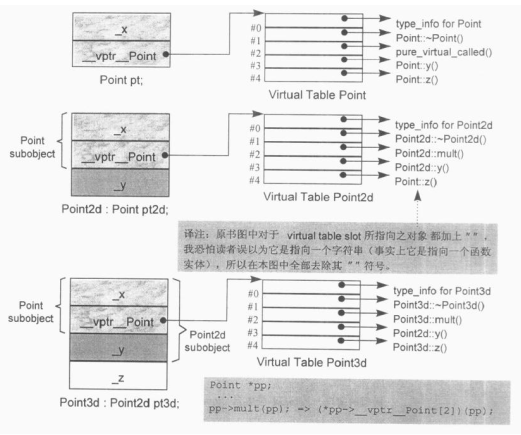 _x
__vptr__Point
Point pt;
#0
#1
#2
#3
#4
type_info for Point
Point::~Point()
pure_virtual_called()
Point::y()
Point::z()
Virtual Table Point
Point
subobject
_x
__vptr__Point
_y
Point2d : Point pt2d;
#0
#1
#2
#3
#4
type_info for Point2d
Point2d::~Point2d()
Point2d::mult()
Point2d::y()
Point::z()
Virtual Table Point2d
译注：原书图中对于 virtual table slot 所指向之对象 都加上 " "，
我恐怕读者误以为它是指向一个字符串（事实上它是指向一个函数
实体），所以在本图中全部去除其 " " 符号。
Point
subobject
_x
__vptr__Point
_y
_z
Point2d
subobject
Point3d : Point2d pt3d;
#0
#1
#2
#3
#4
type_info for Point3d
Point3d::~Point3d()
Point3d::mult()
Point2d::y()
Point3d::z()
Virtual Table Point3d
Point *pp;
...
pp->mult(pp); => (*pp->__vptr__Point[2])(pp);